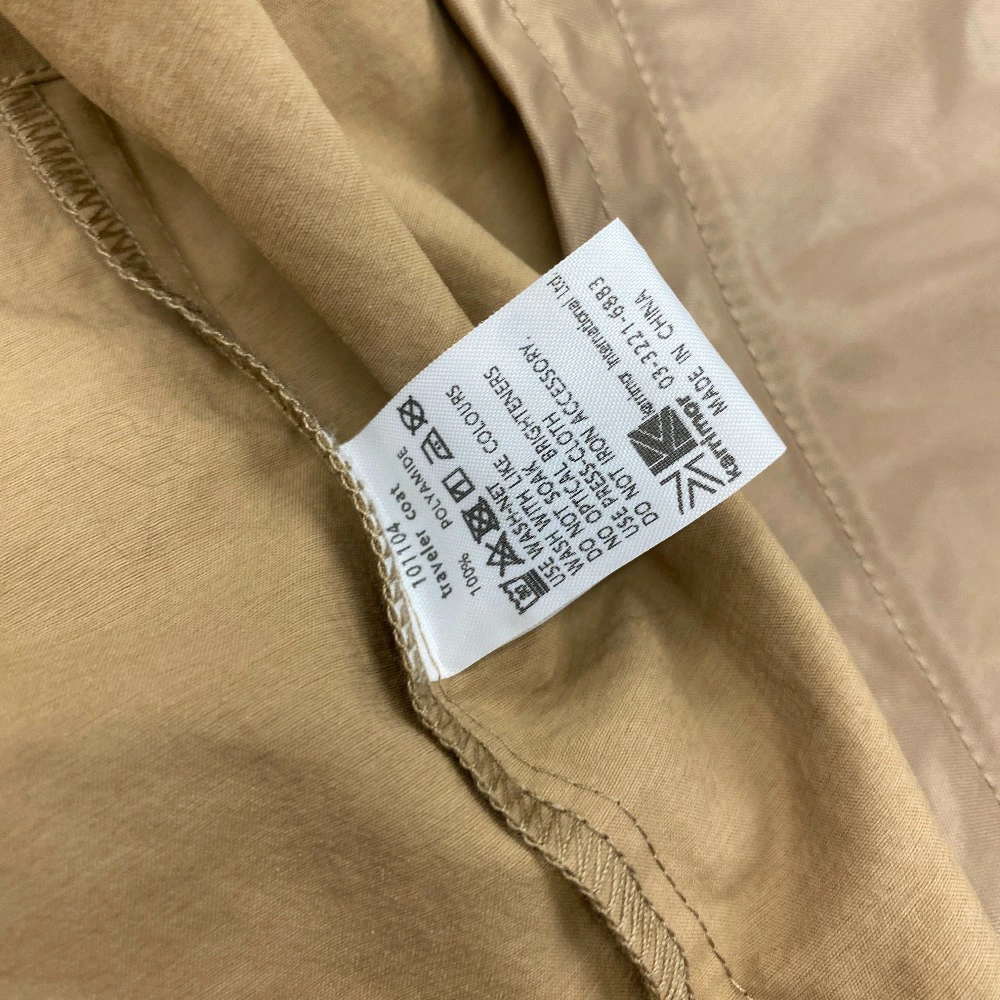 101104
traveler coat
100% POLYAMIDE
30
USE WASH-NET
WASH WITH LIKE COLOURS
DO NOT SOAK
NO OPTICAL BRIGHTENERS
USE PRESS-CLOTH
DO NOT IRON ACCESSORY.
karrimor
karrimor International Ltd.
03-3221-6883
MADE IN CHINA